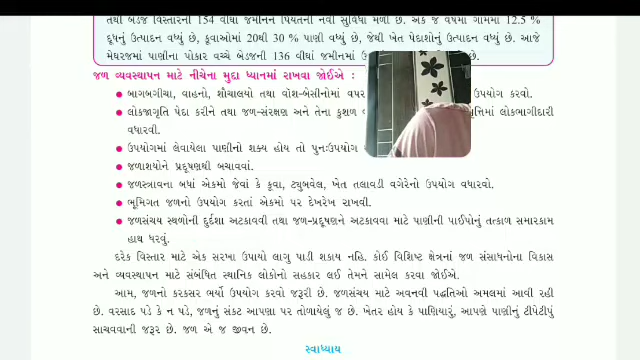 તથી બેડજ વિસ્તારની 154 વીઘા જમીનને પિયતની નવી સુવિધા મળી છે. એક જ વર્ષમાં ગામમાં 12.5 %
દૂધનું ઉત્પાદન વધ્યું છે, કૂવાઓમાં 20થી 30 % પાણી વધ્યું છે, જેથી ખેત પેદાશોનું ઉત્પાદન વધ્યું છે. આજે
મેઘરજમાં પાણીના પોકાર વચ્ચે બેડજની 136 વીઘા જમીનમાં છે.
જળ વ્યવસ્થાપન માટે નીચેના મુદ્દા ધ્યાનમાં રાખવા જોઈએ :
• બાગબગીચા, વાહનો, શૌચાલયો તથા વોશ-બેસીનોમાં વપર ઉપયોગ કરવો.
• લોકજાગૃતિ પેદા કરીને તથા જળ-સંરક્ષણ અને તેના કુશળ વૃત્તિમાં લોકભાગીદારી
વધારવી.
• ઉપયોગમાં લેવાયેલા પાણીનો શક્ય હોય તો પુનઃઉપયોગ
• જળાશયોને પ્રદૂષણથી બચાવવાં.
• જળસ્ત્રાવના બધાં એકમો જેવાં કે કૂવા, ટ્યુબવેલ, ખેત તલાવડી વગેરેનો ઉપયોગ વધારવો.
• ભૂમિગત જળનો ઉપયોગ કરતાં એકમો પર દેખરેખ રાખવી.
• જળસંચય સ્થળોની દુર્દશા અટકાવવી તથા જળ-પ્રદૂષણને અટકાવવા માટે પાણીની પાઈપોનું તત્કાળ સમારકામ
હાથ ધરવું.
દરેક વિસ્તાર માટે એક સરખા ઉપાયો લાગુ પાડી શકાય નહિ. કોઈ વિશિષ્ટ ક્ષેત્રનાં જળ સંસાધનોના વિકાસ
અને વ્યવસ્થાપન માટે સંબંધિત સ્થાનિક લોકોનો સહકાર લઈ તેમને સામેલ કરવા જોઈએ.
આમ, જળનો કરકસર ભર્યો ઉપયોગ કરવો જરૂરી છે. જળસંચય માટે અવનવી પદ્ધતિઓ અમલમાં આવી રહી
છે. વરસાદ પડે કે ન પડે, જળનું સંકટ આપણા પર તોળાયેલું જ છે. ખેતર હોય કે પાણિયારું, આપણે પાણીનું ટીપેટીપું
સાચવવાની જરૂર છે. જળ એ જ જીવન છે.
સ્વાધ્યાય